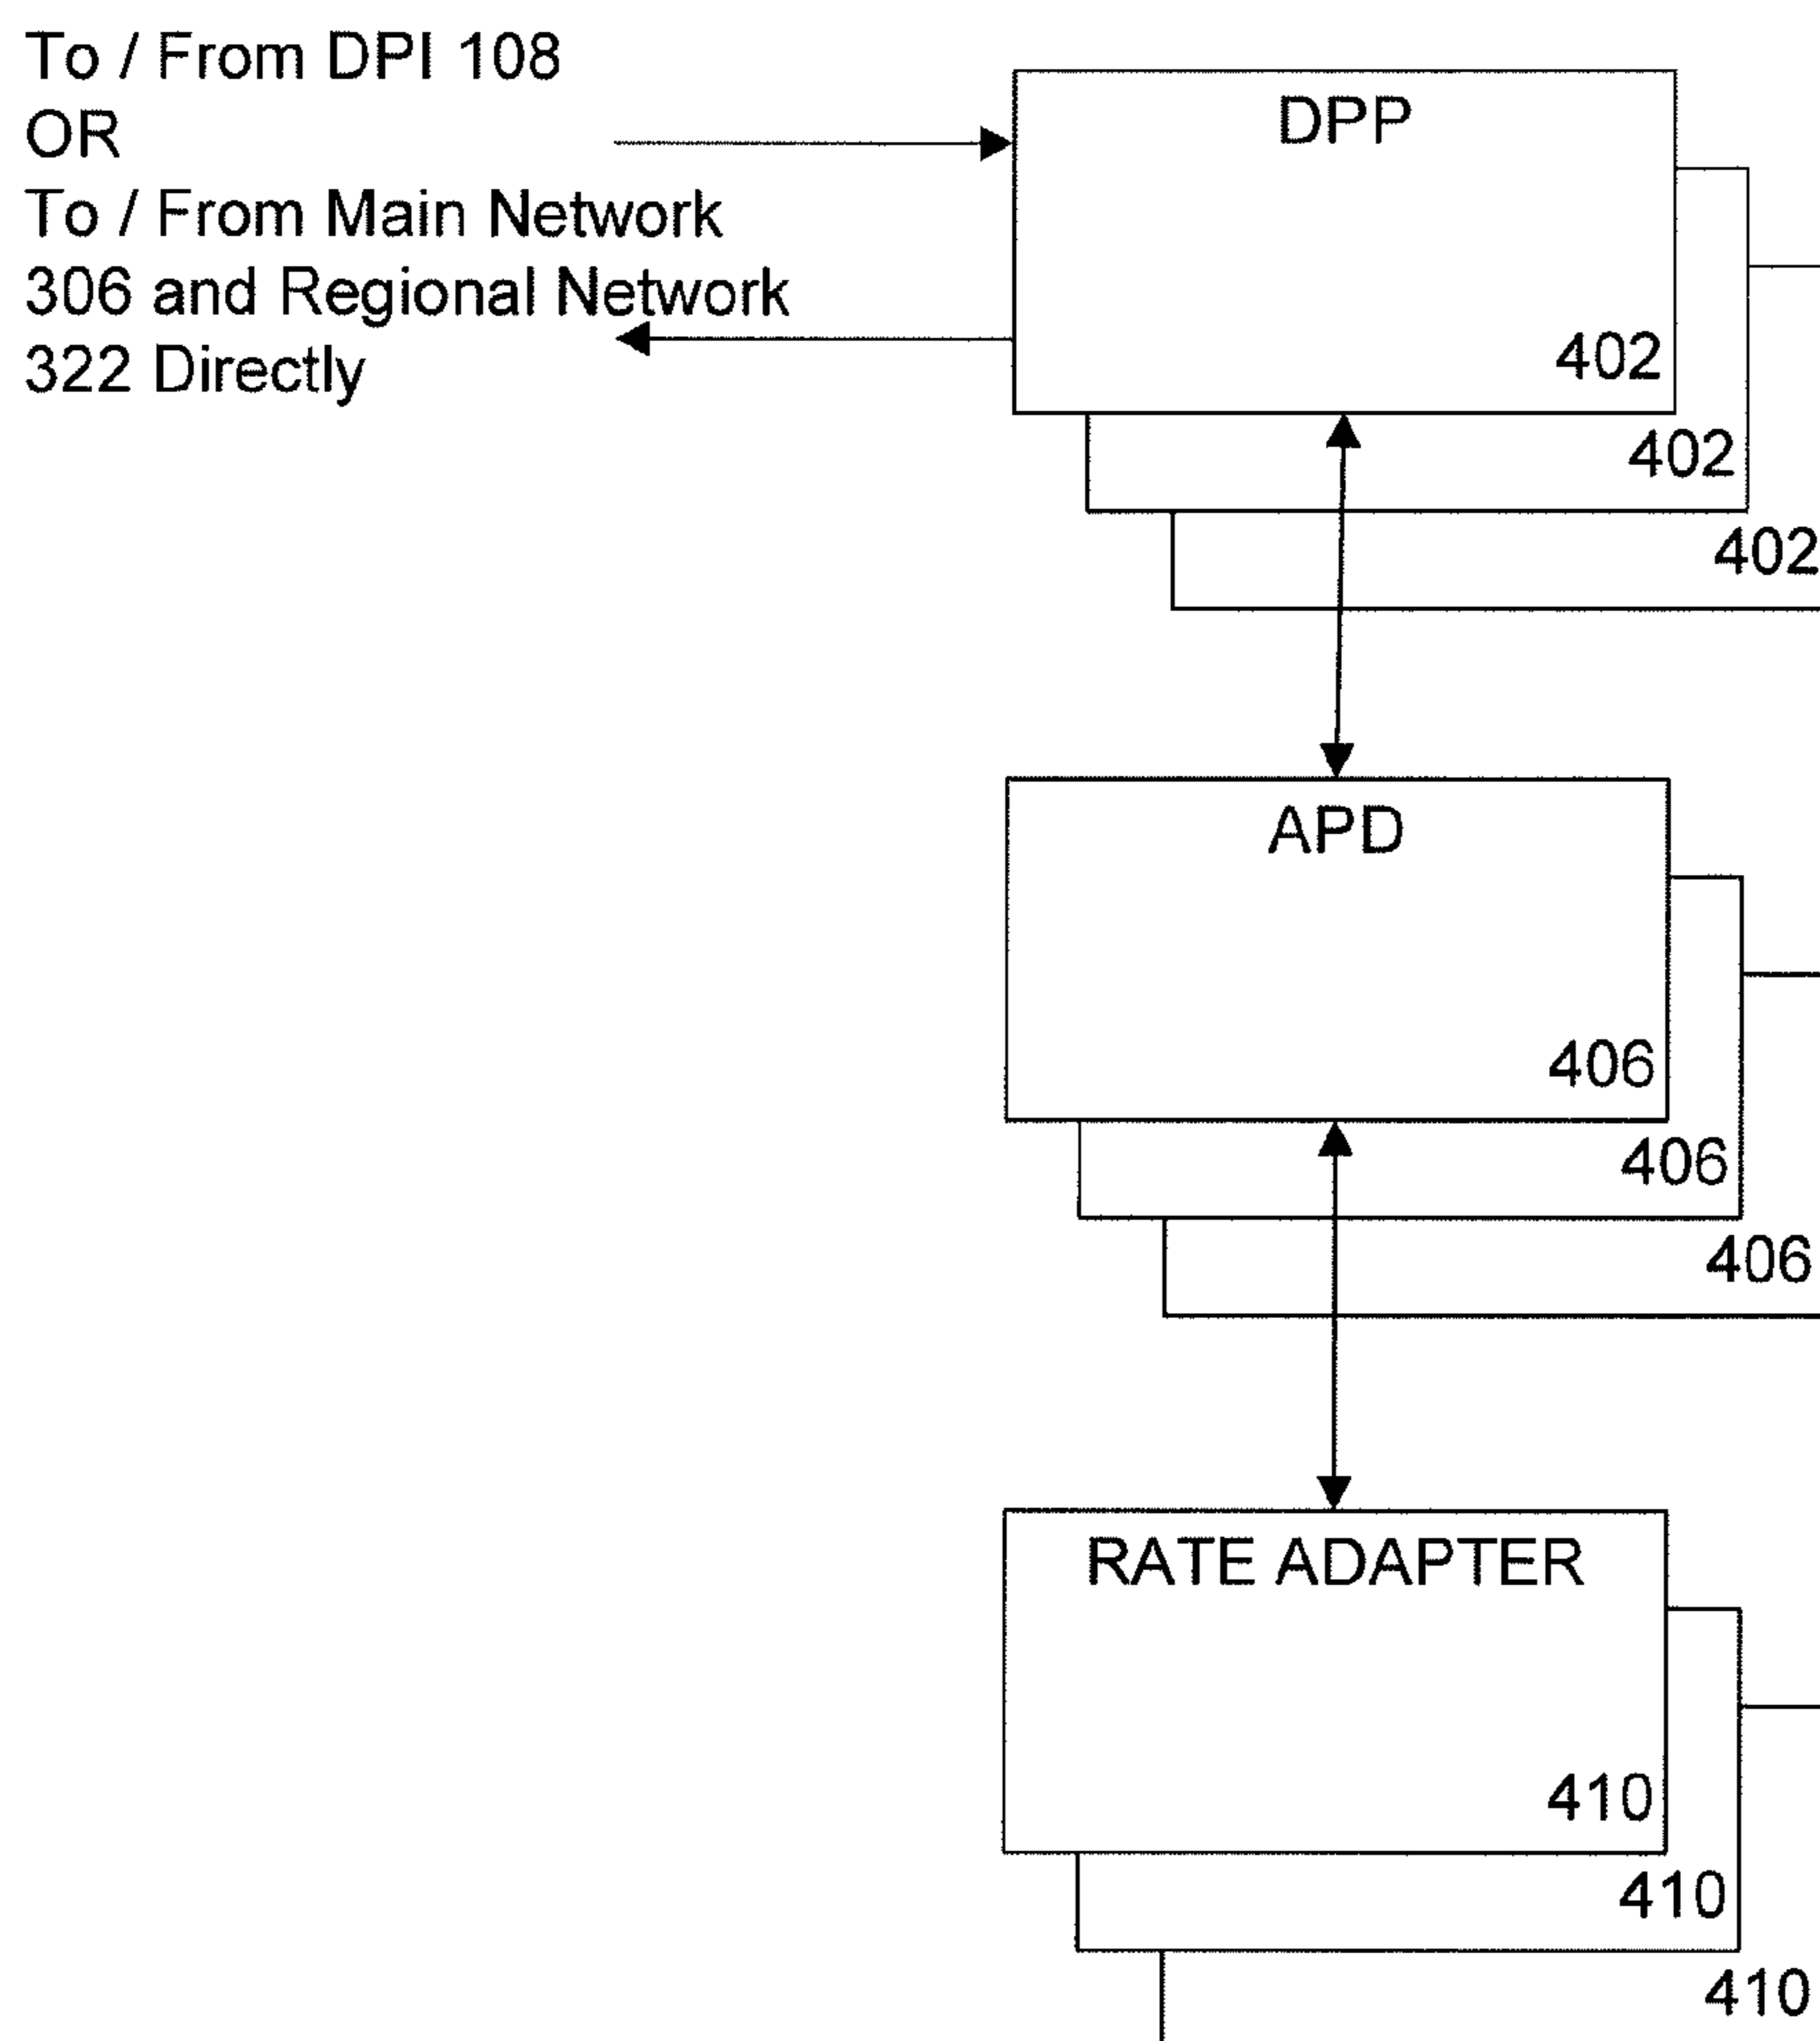 To / From DPI 108
OR
To / From Main Network
306 and Regional Network
322 Directly
DPP
402
402
402
APD
406
406
406
RATE ADAPTER
410
410
410